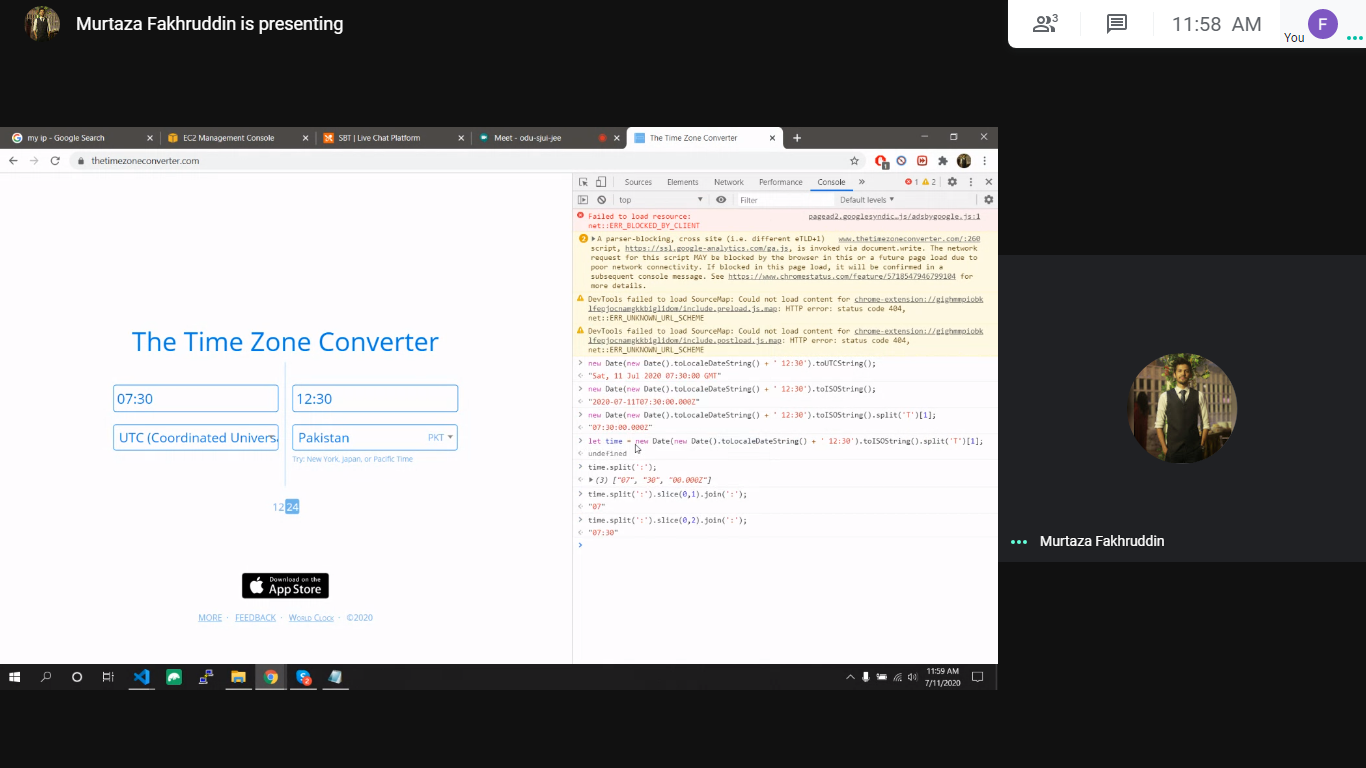 Murtaza Fakhruddin is presenting
3
11:58 AM
You
F
my ip - Google Search
EC2 Management Console
SBT | Live Chat Platform
Meet - odu-sjui-jee
The Time Zone Converter
thetimezoneconverter.com
1
Sources Elements Network Performance Console » 1 2
top Filter Default levels
Failed to load resource: pagead2.googlesyndic…js/adsbygoogle.js:1
net::ERR_BLOCKED_BY_CLIENT
2 A parser-blocking, cross site (i.e. different eTLD+1) www.thetimezoneconverter.com/:260
script, https://ssl.google-analytics.com/ga.js, is invoked via document.write. The network
request for this script MAY be blocked by the browser in this or a future page load due to
poor network connectivity. If blocked in this page load, it will be confirmed in a
subsequent console message. See https://www.chromestatus.com/feature/5718547946799104 for
more details.
DevTools failed to load SourceMap: Could not load content for chrome-extension://gighmmpiobk
lfepjocnamgkkbiglidom/include.preload.js.map: HTTP error: status code 404,
net::ERR_UNKNOWN_URL_SCHEME
DevTools failed to load SourceMap: Could not load content for chrome-extension://gighmmpiobk
lfepjocnamgkkbiglidom/include.postload.js.map: HTTP error: status code 404,
net::ERR_UNKNOWN_URL_SCHEME
> new Date(new Date().toLocaleDateString() + ' 12:30').toUTCString();
< "Sat, 11 Jul 2020 07:30:00 GMT"
> new Date(new Date().toLocaleDateString() + ' 12:30').toISOString();
< "2020-07-11T07:30:00.000Z"
> new Date(new Date().toLocaleDateString() + ' 12:30').toISOString().split('T')[1];
< "07:30:00.000Z"
> let time = new Date(new Date().toLocaleDateString() + ' 12:30').toISOString().split('T')[1];
< undefined
> time.split(':');
< (3) ["07", "30", "00.000Z"]
> time.split(':').slice(0,1).join(':');
< "07"
> time.split(':').slice(0,2).join(':');
< "07:30"
>
The Time Zone Converter
07:30 12:30
UTC (Coordinated Universa Pakistan PKT
Try: New York, Japan, or Pacific Time
12 24
Download on the
App Store
MORE · FEEDBACK · World Clock · ©2020
Murtaza Fakhruddin
2
11:59 AM
7/11/2020